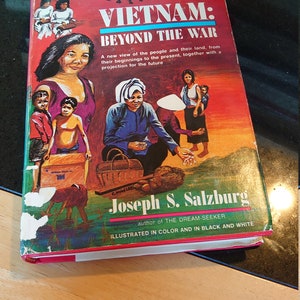 VIETNAM:
BEYOND THE WAR
A new view of the people and their land, from
their beginnings to the present, together with a
projection for the future
Joseph S. Salzburg
author of THE DREAM SEEKER
ILLUSTRATED IN COLOR AND IN BLACK AND WHITE